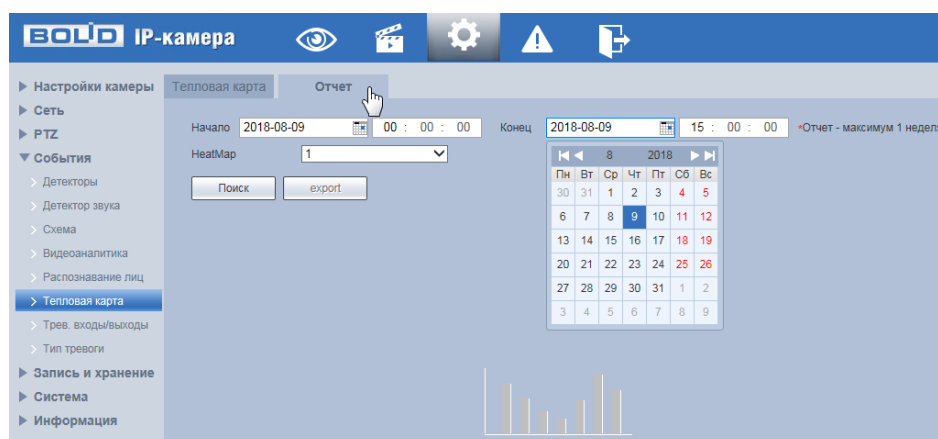 BOLID IP-камера
Настройки камеры
Сеть
PTZ
События
Детекторы
Детектор звука
Схема
Видеоаналитика
Распознавание лиц
Тепловая карта
Трев. входы/выходы
Тип тревоги
Запись и хранение
Система
Информация
Тепловая карта Отчет
Начало 2018-08-09 00 : 00 : 00 Конец 2018-08-09 15 : 00 : 00 *Отчет - максимум 1 неделя
HeatMap 1
Поиск export
8 2018
Пн Вт Ср Чт Пт Сб Вс
30 31 1 2 3 4 5
6 7 8 9 10 11 12
13 14 15 16 17 18 19
20 21 22 23 24 25 26
27 28 29 30 31 1 2
3 4 5 6 7 8 9